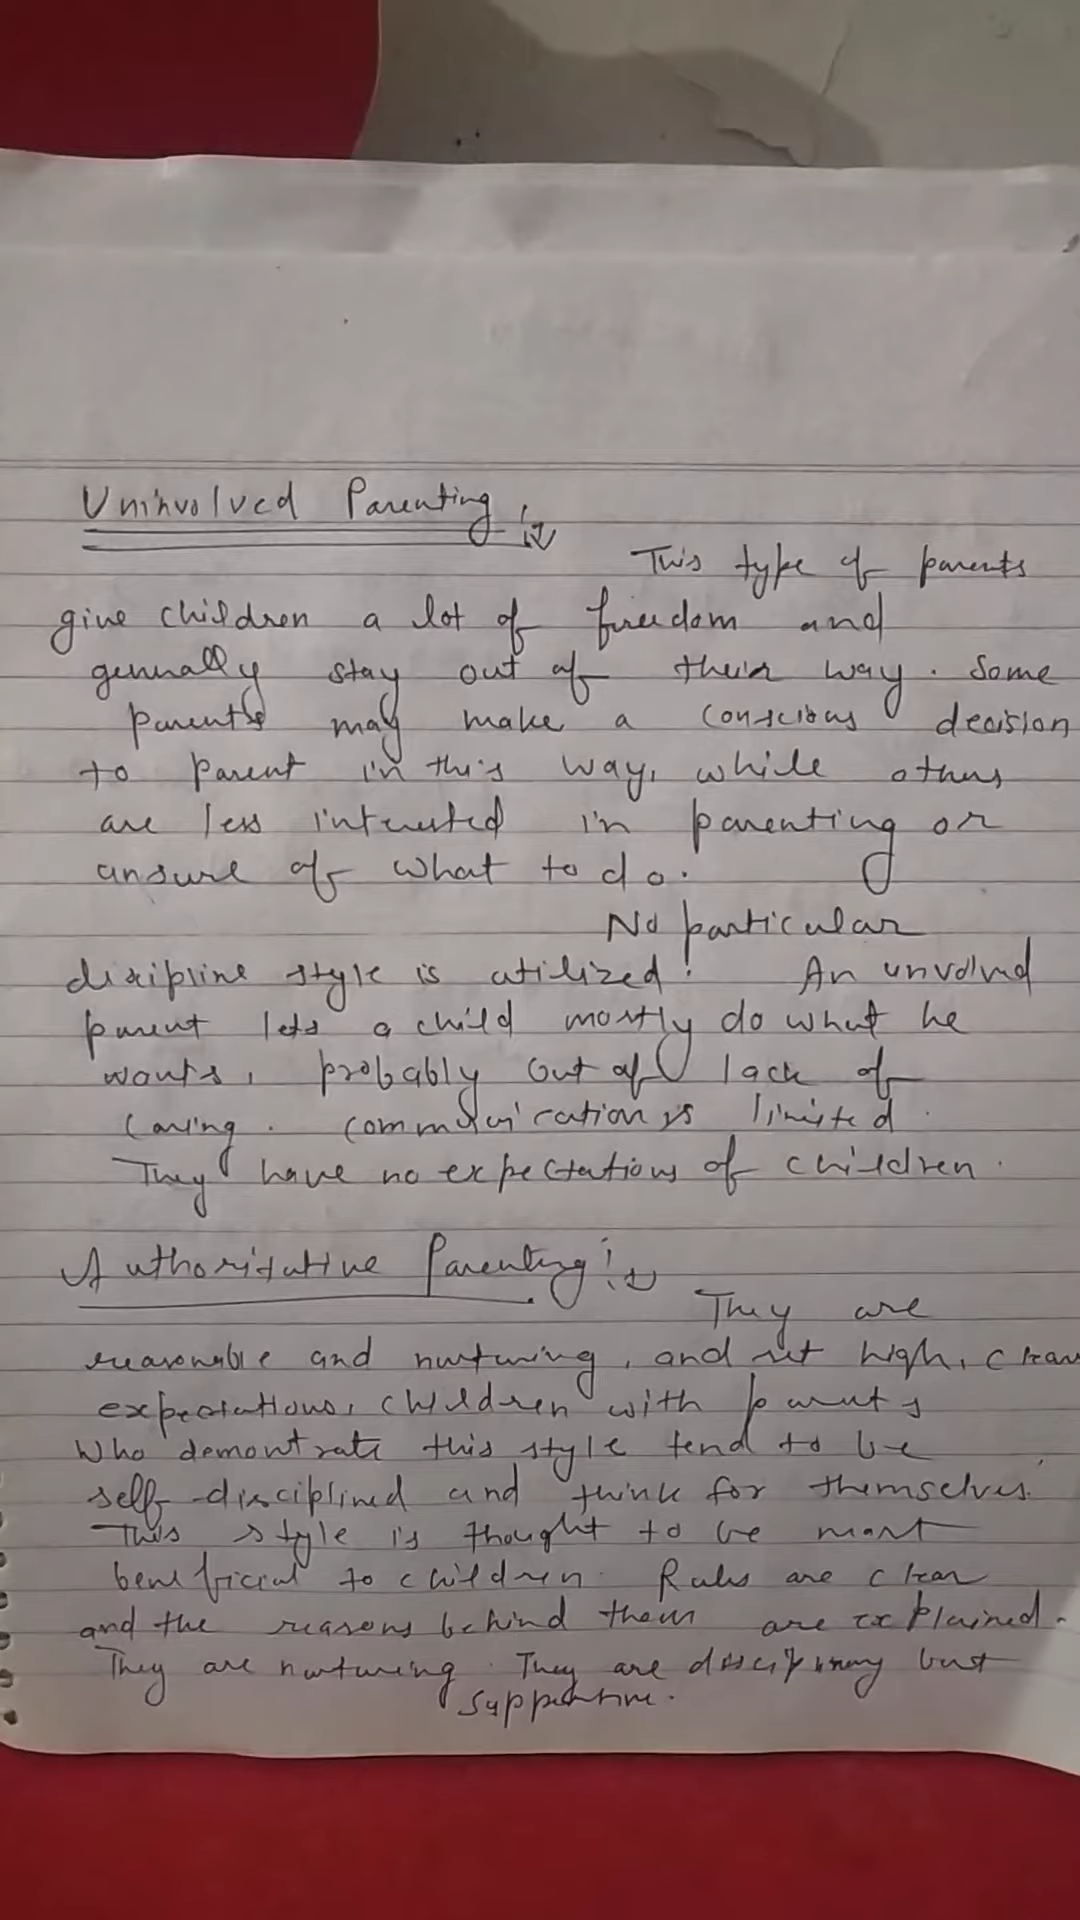 Uninvolved Parenting :-
This type of parents
give children a lot of freedom and
generally stay out of their way. Some
parents may make a conscious decision
to parent in this way, while others
are less interested in parenting or
unsure of what to do.
No particular
discipline style is utilized! An unvolved
parent lets a child mostly do what he
wants, probably out of lack of
caring. Communication is limited.
They have no expectations of children.
Authoritative Parenting :-
They are
reasonable and nurturing, and set high, clear
expectations, children with parents
who demontrate this style tend to be
self-disciplined and think for themselves.
This style is thought to be most
beneficial to children. Rules are clear
and the reasons behind them are explained.
They are nurturing. They are but
supportive.